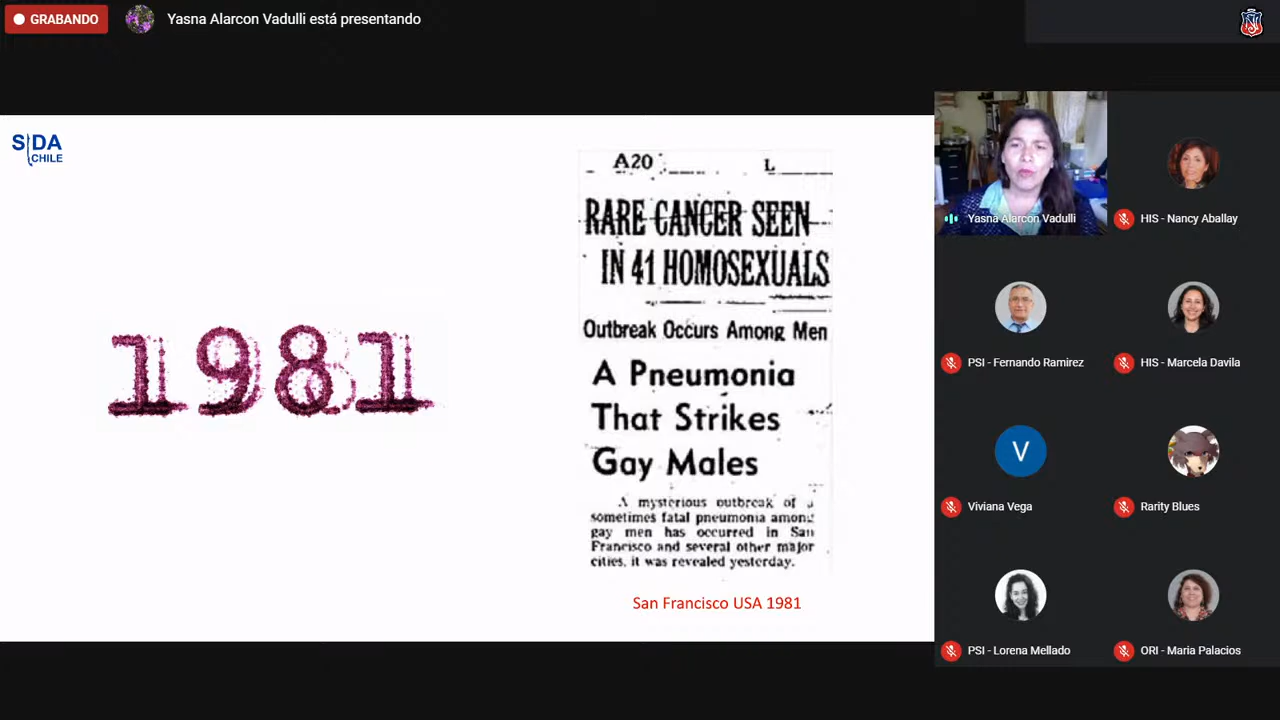 GRABANDO
Yasna Alarcon Vadulli está presentando
SIDA
CHILE
1981
A20 L
RARE CANCER SEEN
IN 41 HOMOSEXUALS
Outbreak Occurs Among Men
A Pneumonia
That Strikes
Gay Males
A mysterious outbreak of a
sometimes fatal pneumonia among
gay men has occurred in San
Francisco and several other major
cities, it was revealed yesterday.
San Francisco USA 1981
Yasna Alarcon Vadulli
HIS - Nancy Aballay
PSI - Fernando Ramirez
HIS - Marcela Davila
V
Viviana Vega
Rarity Blues
PSI - Lorena Mellado
ORI - Maria Palacios